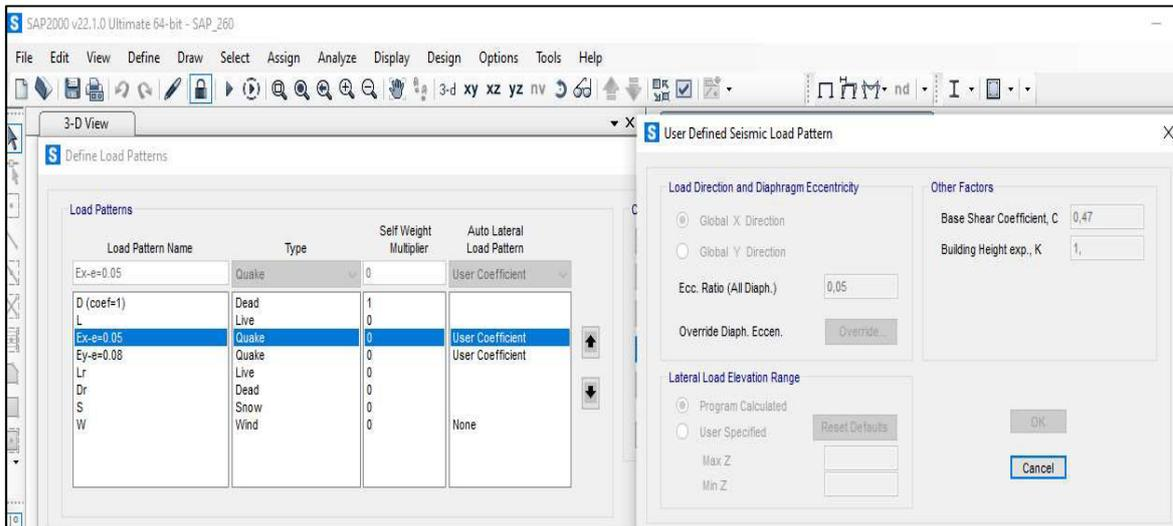 SAP2000 v22.1.0 Ultimate 64-bit - SAP_260
File Edit View Define Draw Select Assign Analyze Display Design Options Tools Help
3-d xy xz yz nv nd
3-D View
Define Load Patterns
Load Patterns
Load Pattern Name Type Self Weight Multiplier Auto Lateral Load Pattern
Ex-e=0.05 Quake 0 User Coefficient
D (coef=1) Dead 1
L Live 0
Ex-e=0.05 Quake 0 User Coefficient
Ey-e=0.08 Quake 0 User Coefficient
Lr Live 0
Dr Dead 0
S Snow 0
W Wind 0 None
User Defined Seismic Load Pattern
Load Direction and Diaphragm Eccentricity
Global X Direction
Global Y Direction
Ecc. Ratio (All Diaph.) 0,05
Override Diaph. Eccen. Override...
Other Factors
Base Shear Coefficient, C 0,47
Building Height exp., K 1,
Lateral Load Elevation Range
Program Calculated
User Specified Reset Defaults
Max Z
Min Z
OK
Cancel